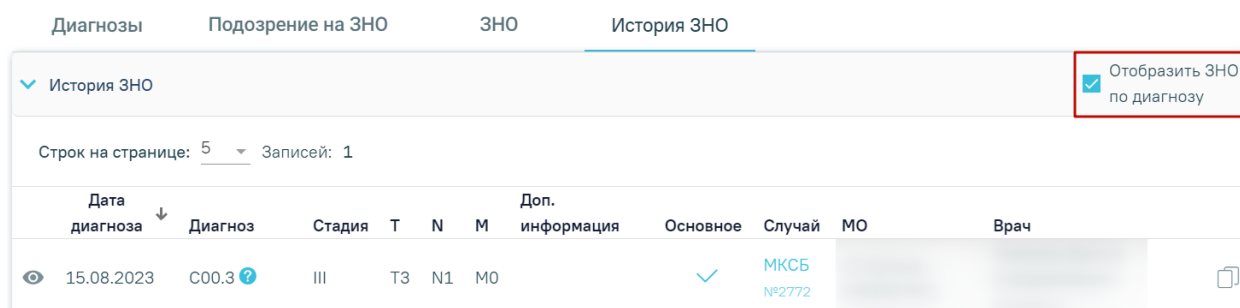 Диагнозы Подозрение на ЗНО ЗНО История ЗНО
История ЗНО
Отобразить ЗНО
по диагнозу
Строк на странице: 5 Записей: 1
Дата диагноза Диагноз Стадия T N M Доп. информация Основное Случай МО Врач
15.08.2023 C00.3 ? III T3 N1 M0 МКСБ
№2772